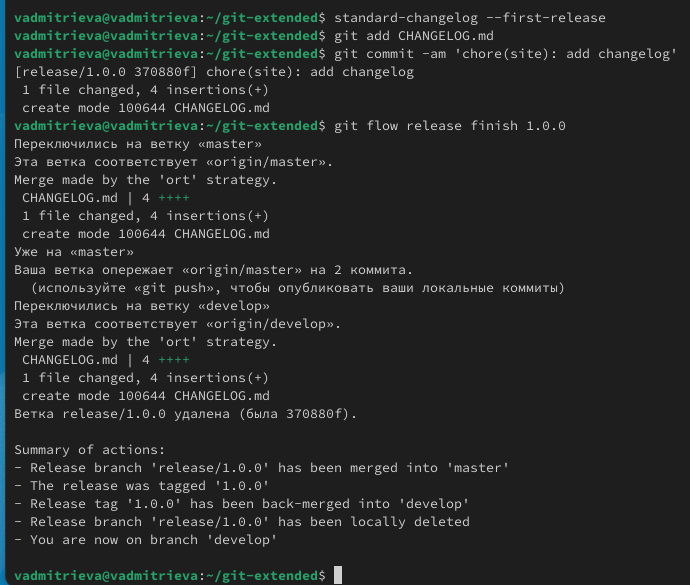 vadmitrieva@vadmitrieva:~/git-extended$ standard-changelog --first-release
vadmitrieva@vadmitrieva:~/git-extended$ git add CHANGELOG.md
vadmitrieva@vadmitrieva:~/git-extended$ git commit -am 'chore(site): add changelog'
[release/1.0.0 370880f] chore(site): add changelog
 1 file changed, 4 insertions(+)
 create mode 100644 CHANGELOG.md
vadmitrieva@vadmitrieva:~/git-extended$ git flow release finish 1.0.0
Переключились на ветку «master»
Эта ветка соответствует «origin/master».
Merge made by the 'ort' strategy.
 CHANGELOG.md | 4 ++++
 1 file changed, 4 insertions(+)
 create mode 100644 CHANGELOG.md
Уже на «master»
Ваша ветка опережает «origin/master» на 2 коммита.
  (используйте «git push», чтобы опубликовать ваши локальные коммиты)
Переключились на ветку «develop»
Эта ветка соответствует «origin/develop».
Merge made by the 'ort' strategy.
 CHANGELOG.md | 4 ++++
 1 file changed, 4 insertions(+)
 create mode 100644 CHANGELOG.md
Ветка release/1.0.0 удалена (была 370880f).

Summary of actions:
- Release branch 'release/1.0.0' has been merged into 'master'
- The release was tagged '1.0.0'
- Release tag '1.0.0' has been back-merged into 'develop'
- Release branch 'release/1.0.0' has been locally deleted
- You are now on branch 'develop'

vadmitrieva@vadmitrieva:~/git-extended$